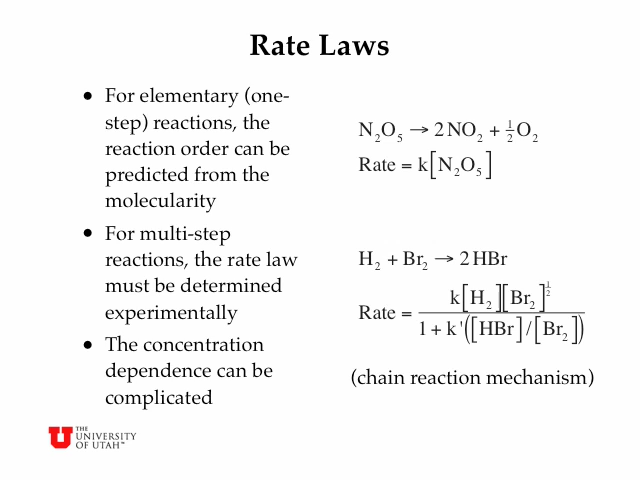 Rate Laws
• For elementary (one-
step) reactions, the
reaction order can be
predicted from the
molecularity
• For multi-step
reactions, the rate law
must be determined
experimentally
• The concentration
dependence can be
complicated
N₂O₅ → 2 NO₂ + ½ O₂
Rate = k[N₂O₅]
H₂ + Br₂ → 2 HBr
Rate = k[H₂][Br₂]^½ / 1 + k'([HBr] / [Br₂])
(chain reaction mechanism)
THE
UNIVERSITY
OF UTAH™